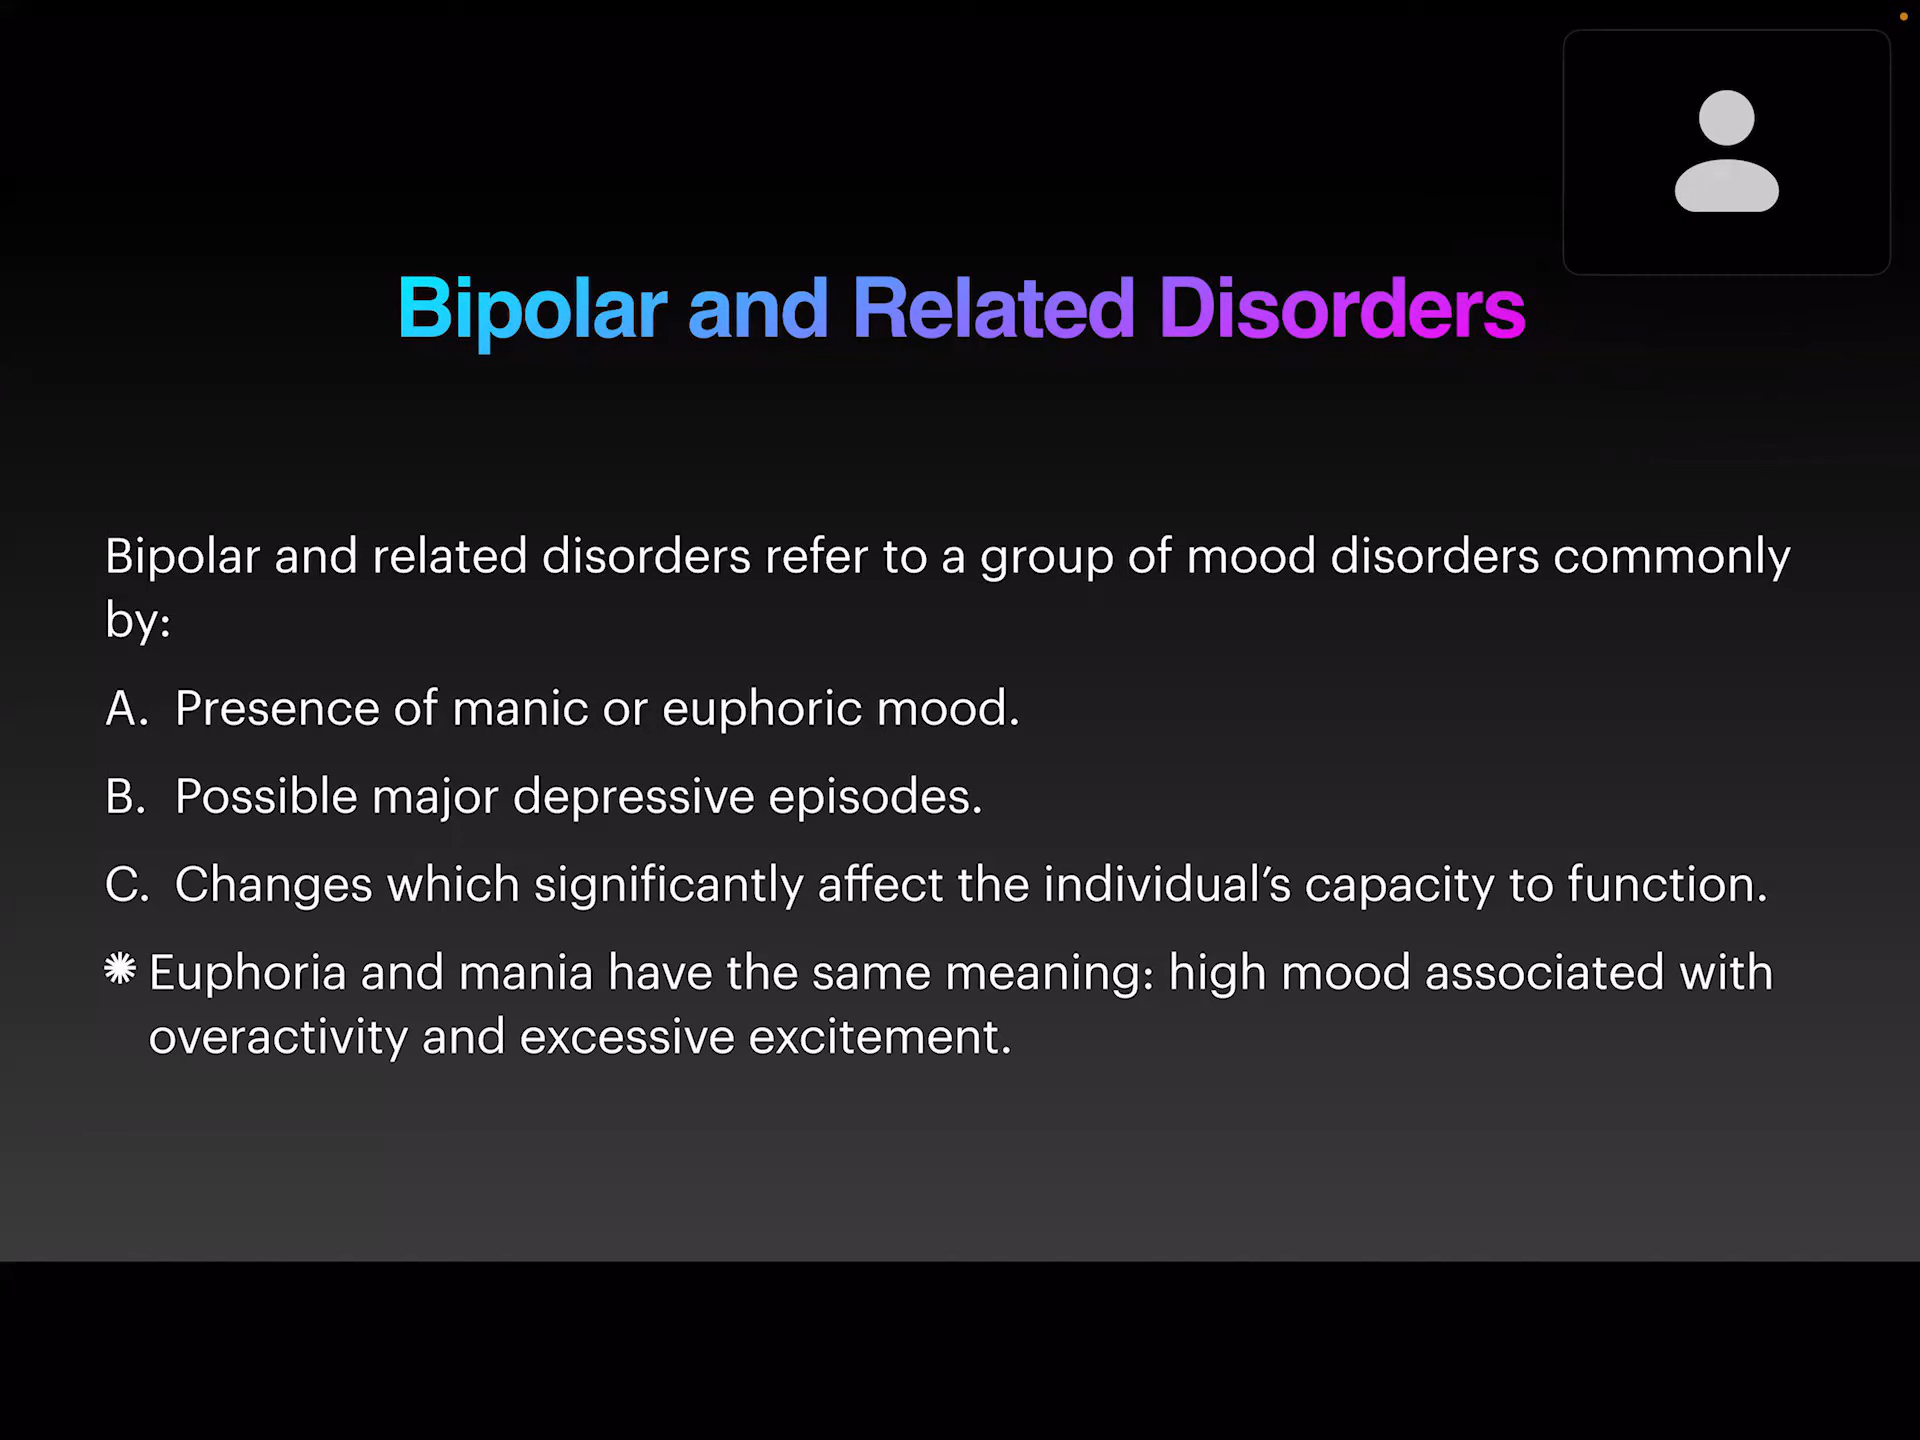 Bipolar and Related Disorders
Bipolar and related disorders refer to a group of mood disorders commonly
by:
A. Presence of manic or euphoric mood.
B. Possible major depressive episodes.
C. Changes which significantly affect the individual’s capacity to function.
✺ Euphoria and mania have the same meaning: high mood associated with
overactivity and excessive excitement.